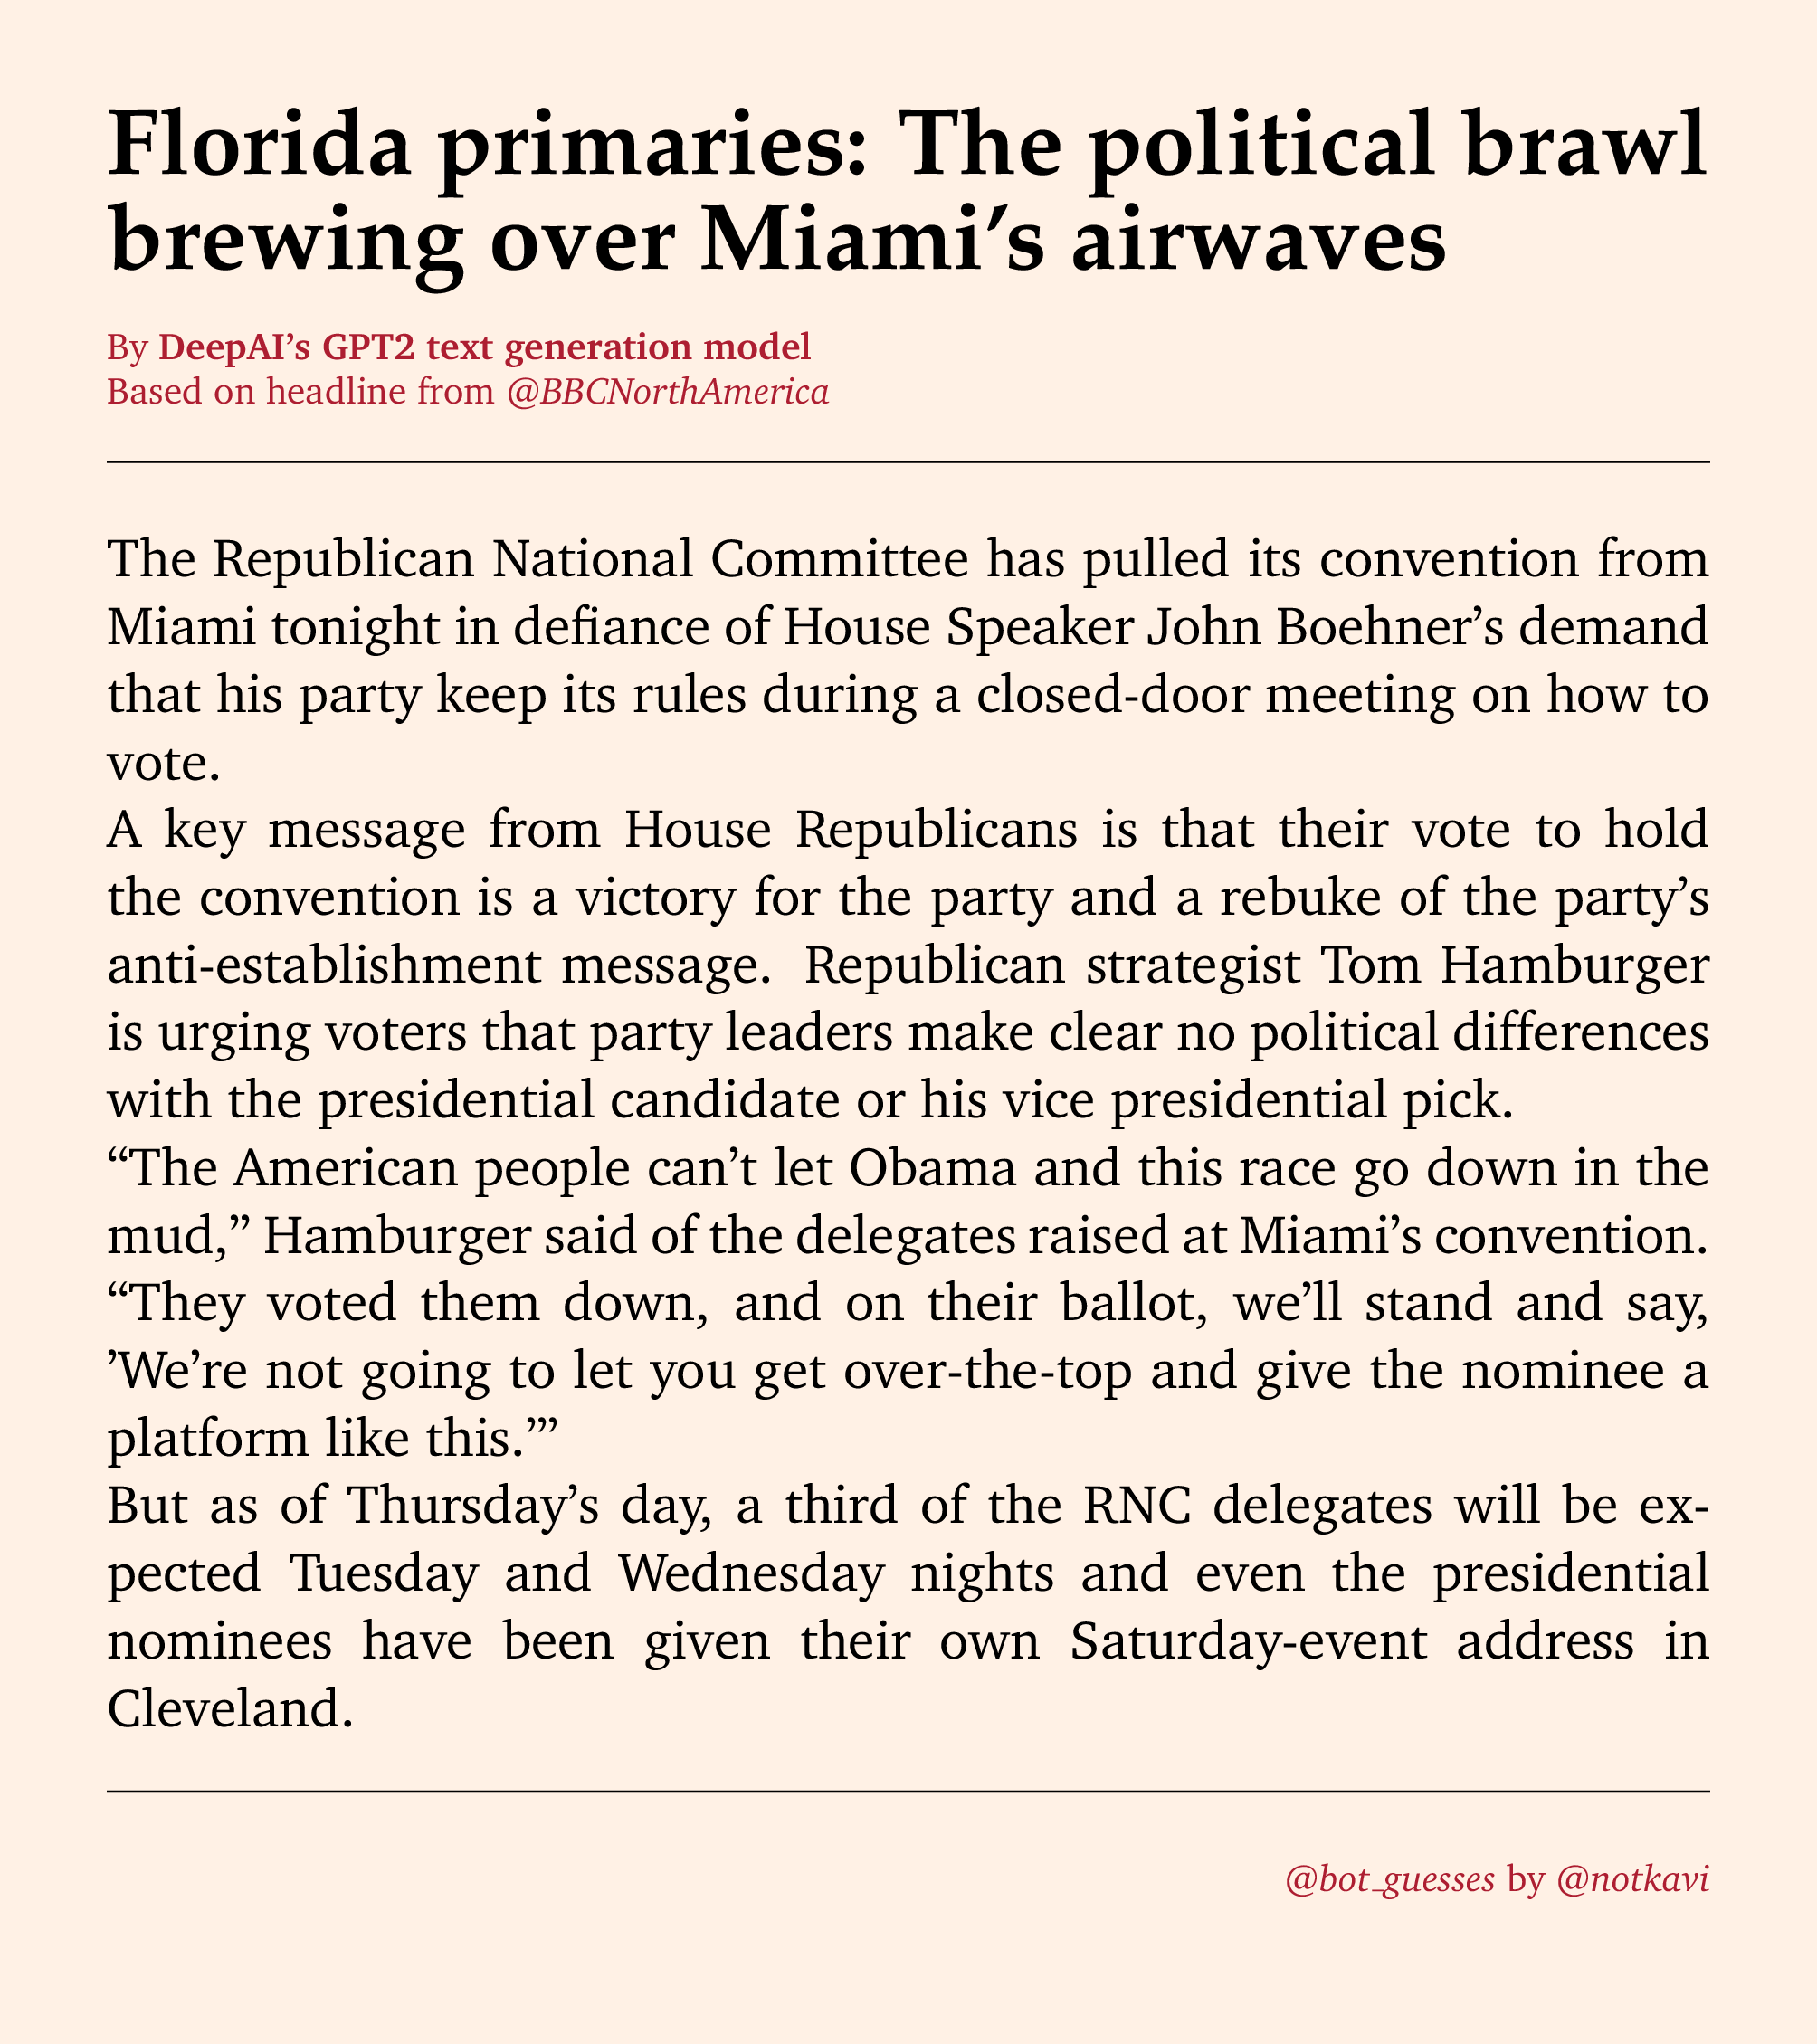 Florida primaries: The political brawl
brewing over Miami’s airwaves
By DeepAI’s GPT2 text generation model
Based on headline from @BBCNorthAmerica
The Republican National Committee has pulled its convention from
Miami tonight in defiance of House Speaker John Boehner’s demand
that his party keep its rules during a closed-door meeting on how to
vote.
A key message from House Republicans is that their vote to hold
the convention is a victory for the party and a rebuke of the party’s
anti-establishment message. Republican strategist Tom Hamburger
is urging voters that party leaders make clear no political differences
with the presidential candidate or his vice presidential pick.
“The American people can’t let Obama and this race go down in the
mud,” Hamburger said of the delegates raised at Miami’s convention.
“They voted them down, and on their ballot, we’ll stand and say,
’We’re not going to let you get over-the-top and give the nominee a
platform like this.’”
But as of Thursday’s day, a third of the RNC delegates will be ex-
pected Tuesday and Wednesday nights and even the presidential
nominees have been given their own Saturday-event address in
Cleveland.
@bot_guesses by @notkavi